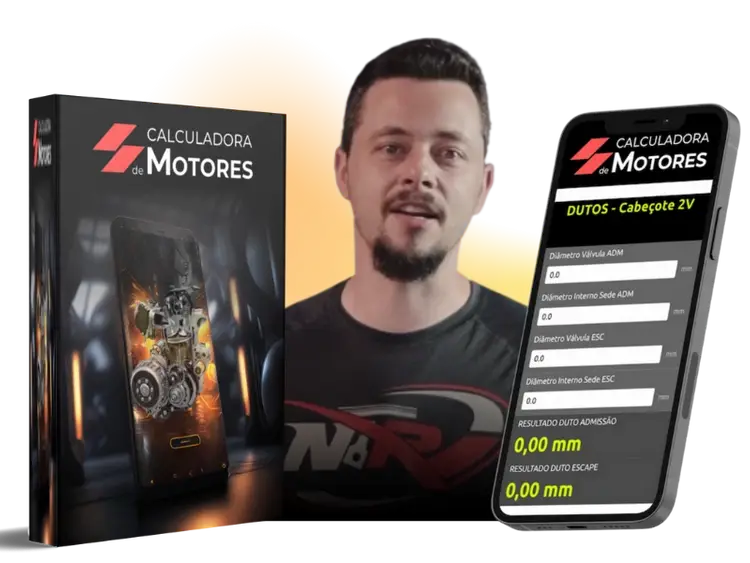 CALCULADORA
de MOTORES
CALCULADORA
de MOTORES
DUTOS - Cabeçote 2V
Diâmetro Válvula ADM
0.0
mm
Diâmetro Interno Sede ADM
0.0
mm
Diâmetro Válvula ESC
0.0
mm
Diâmetro Interno Sede ESC
0.0
mm
RESULTADO DUTO ADMISSÃO
0,00 mm
RESULTADO DUTO ESCAPE
0,00 mm